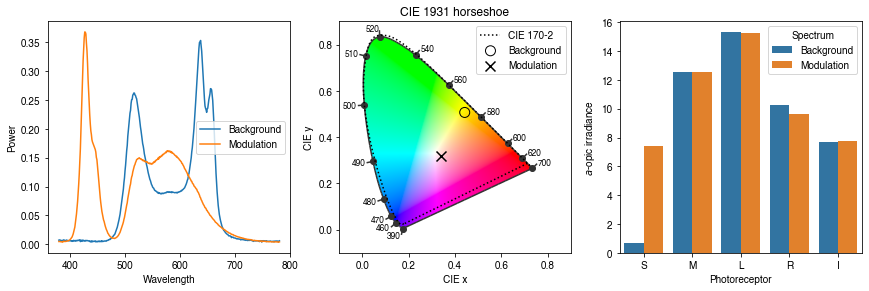 0.35
0.30
0.25
0.20
0.15
0.10
0.05
0.00
Power
400
500
600
700
800
Wavelength
Background
Modulation
CIE 1931 horseshoe
0.8
0.6
0.4
0.2
0.0
CIE y
0.0
0.2
0.4
0.6
0.8
CIE x
520
510
540
500
560
580
490
600
620
700
480
470
460
390
CIE 170-2
Background
Modulation
16
14
12
10
8
6
4
2
0
a-opic irradiance
S
M
L
R
I
Photoreceptor
Spectrum
Background
Modulation